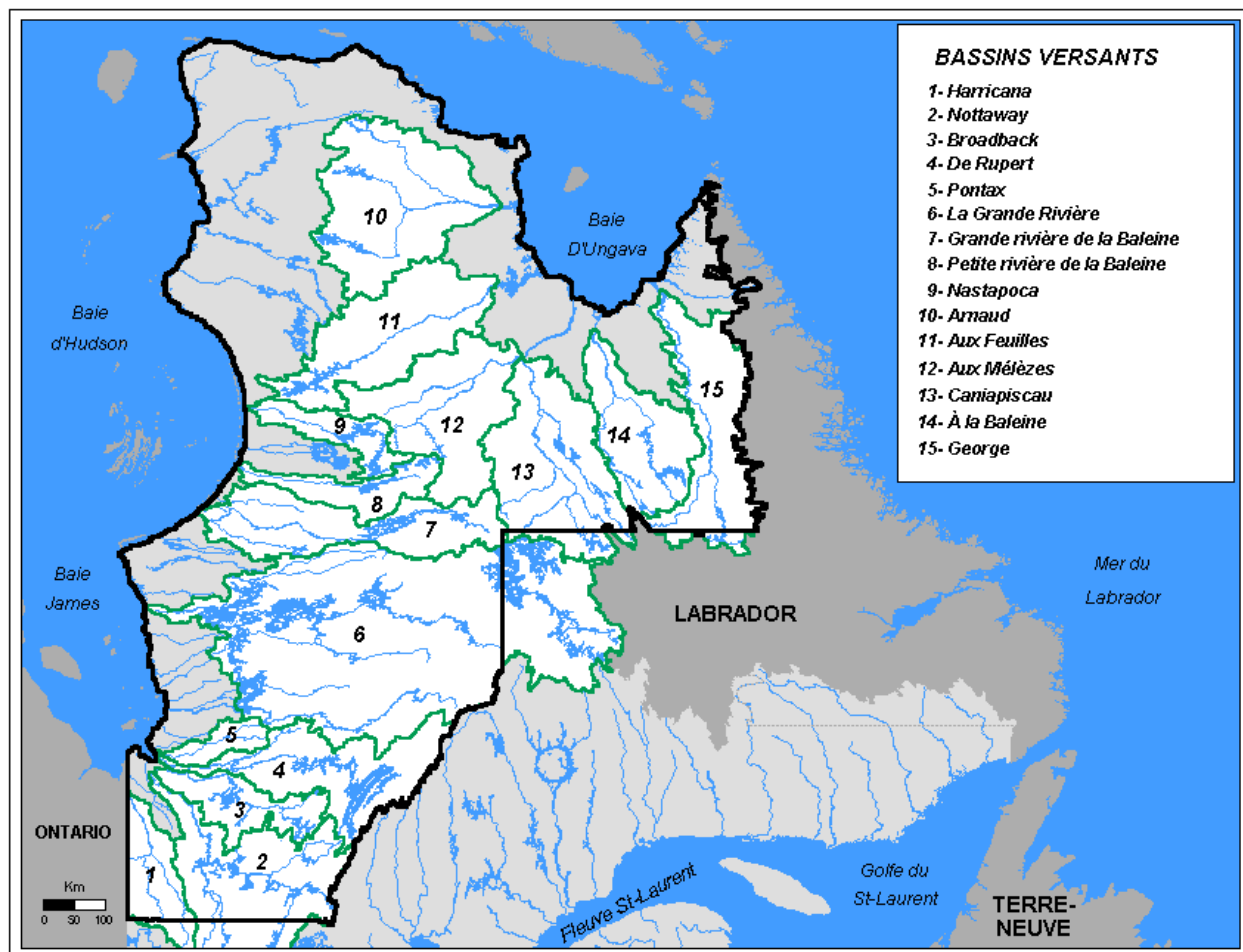 BASSINS VERSANTS
1- Harricana
2- Nottaway
3- Broadback
4- De Rupert
5- Pontax
6- La Grande Rivière
7- Grande rivière de la Baleine
8- Petite rivière de la Baleine
9- Nastapoca
10- Arnaud
11- Aux Feuilles
12- Aux Mélèzes
13- Caniapiscau
14- À la Baleine
15- George
10
Baie
D'Ungava
Baie
d'Hudson
11
15
9
12
14
13
8
7
Baie
James
Mer du
Labrador
LABRADOR
6
5
4
3
ONTARIO
2
1
Km
0 50 100
Fleuve St-Laurent
Golfe du
St-Laurent
TERRE-
NEUVE